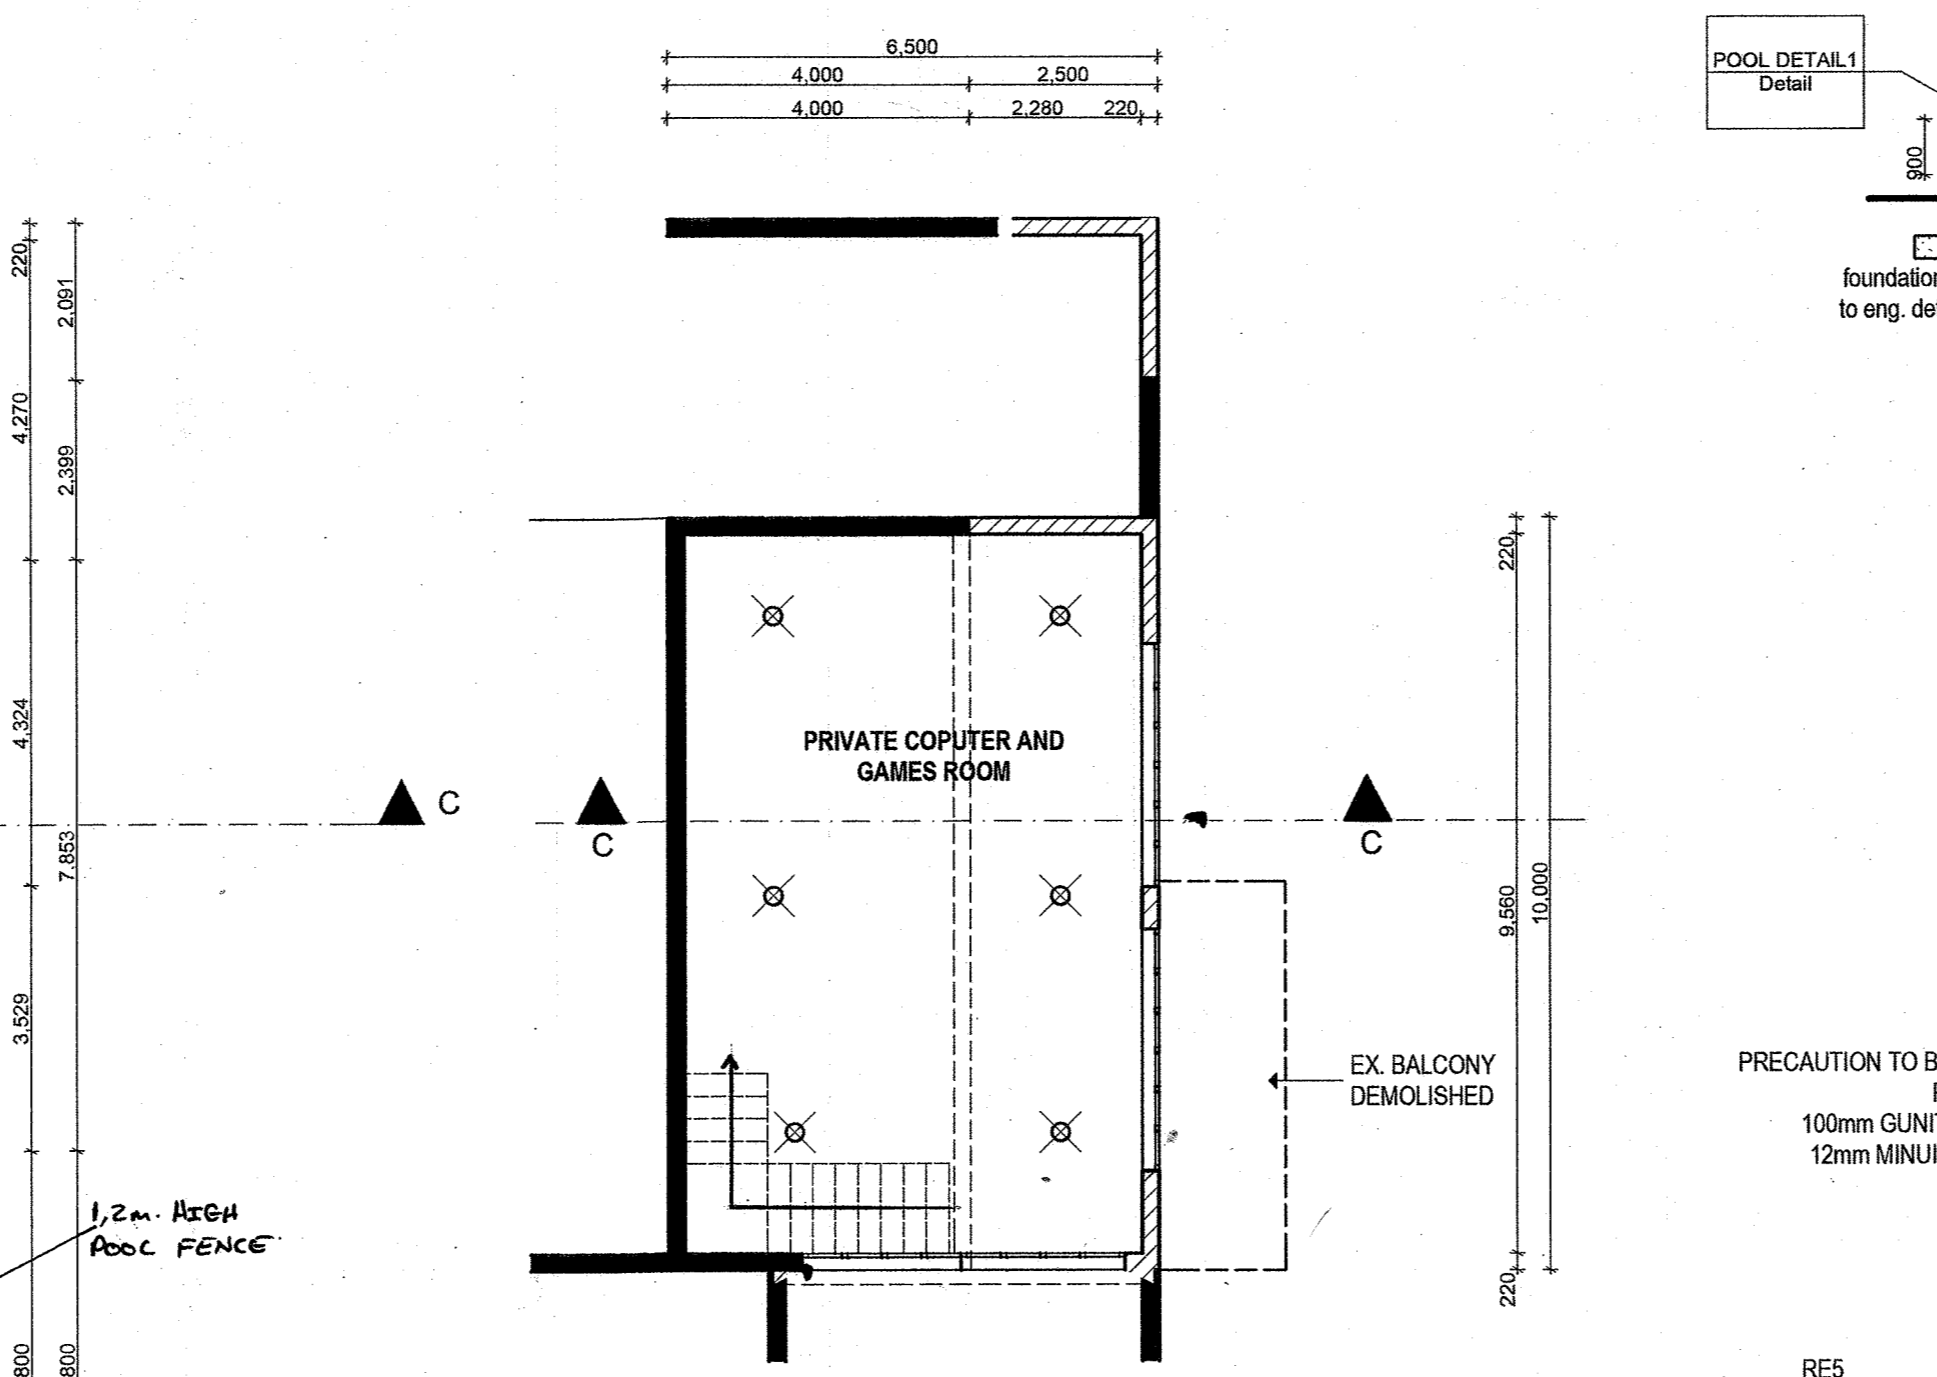 6,500
4,000
2,500
4,000
2,280
220
POOL DETAIL1
Detail
900
220
2,091
4,270
2,399
foundation
to eng. de
4,324
7,853
3,529
800
800
PRIVATE COPUTER AND
GAMES ROOM
C
C
C
220
9,560
10,000
220
EX. BALCONY
DEMOLISHED
1,2m. HIGH
POOL FENCE
PRECAUTION TO B
100mm GUNI
12mm MINUI
RE5